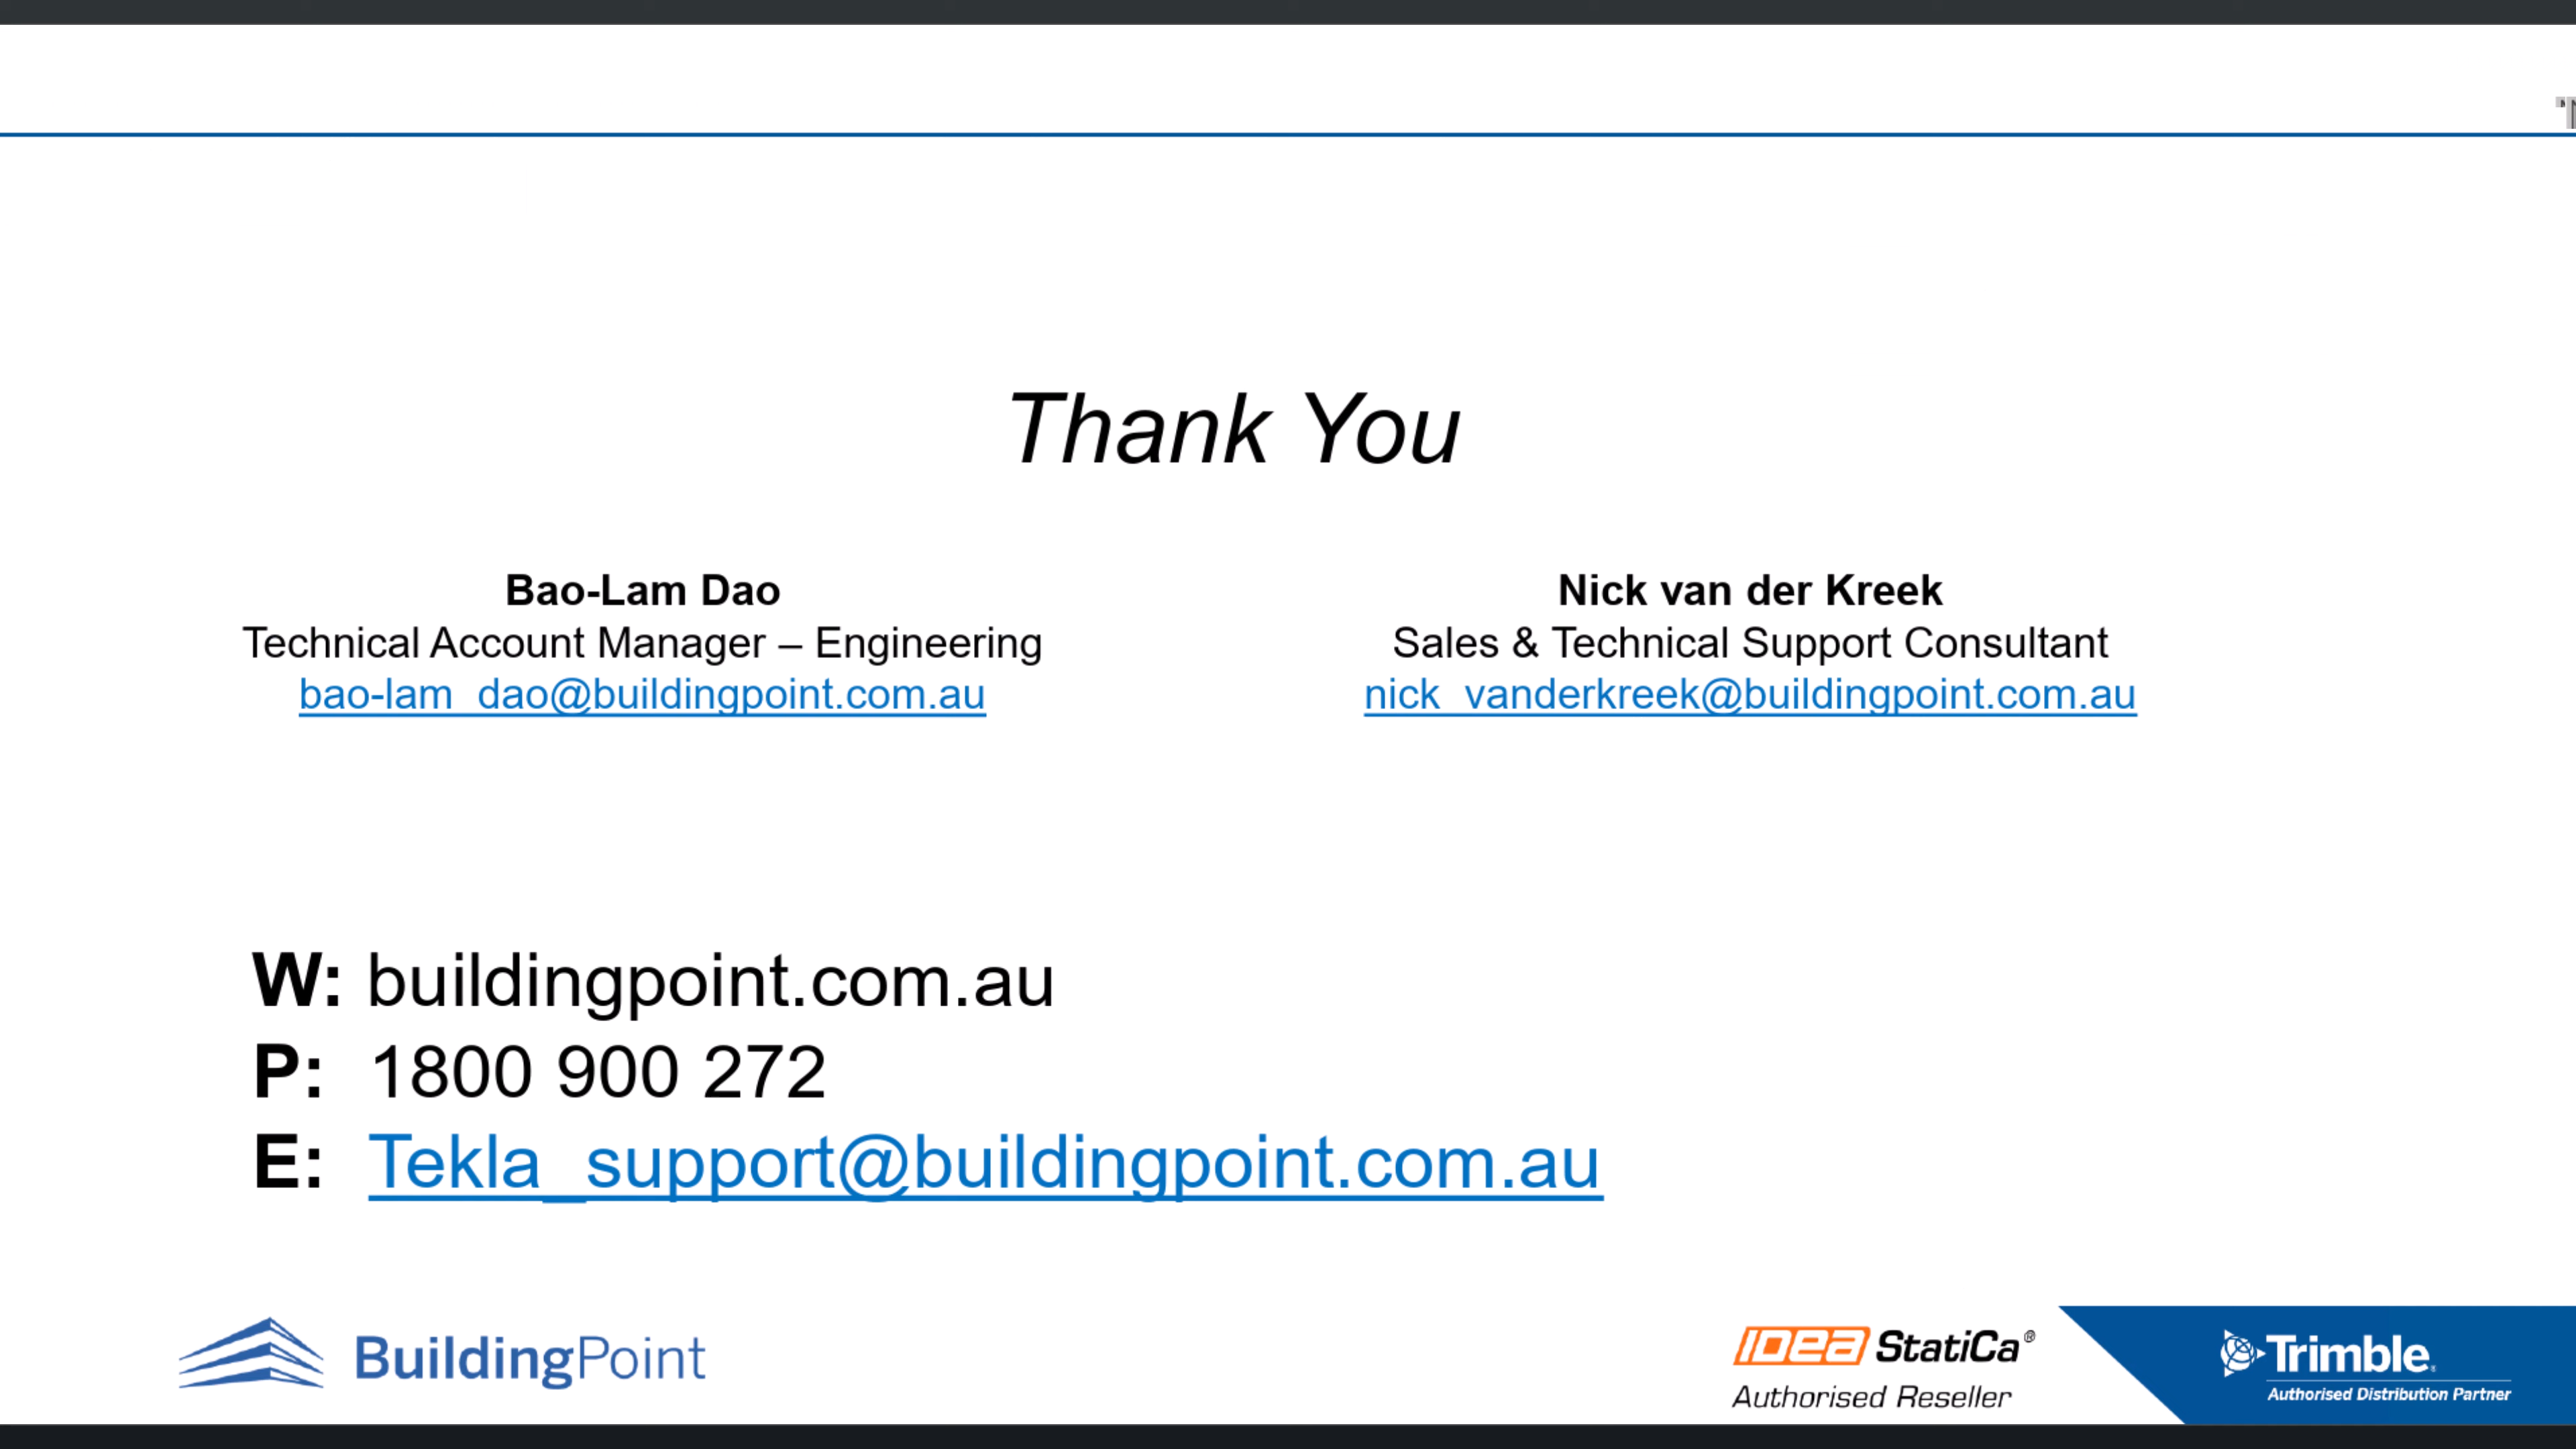 Thank You
Bao-Lam Dao
Technical Account Manager – Engineering
bao-lam_dao@buildingpoint.com.au
Nick van der Kreek
Sales & Technical Support Consultant
nick_vanderkreek@buildingpoint.com.au
W: buildingpoint.com.au
P: 1800 900 272
E: Tekla_support@buildingpoint.com.au
BuildingPoint
IDEA StatiCa®
Authorised Reseller
Trimble®
Authorised Distribution Partner